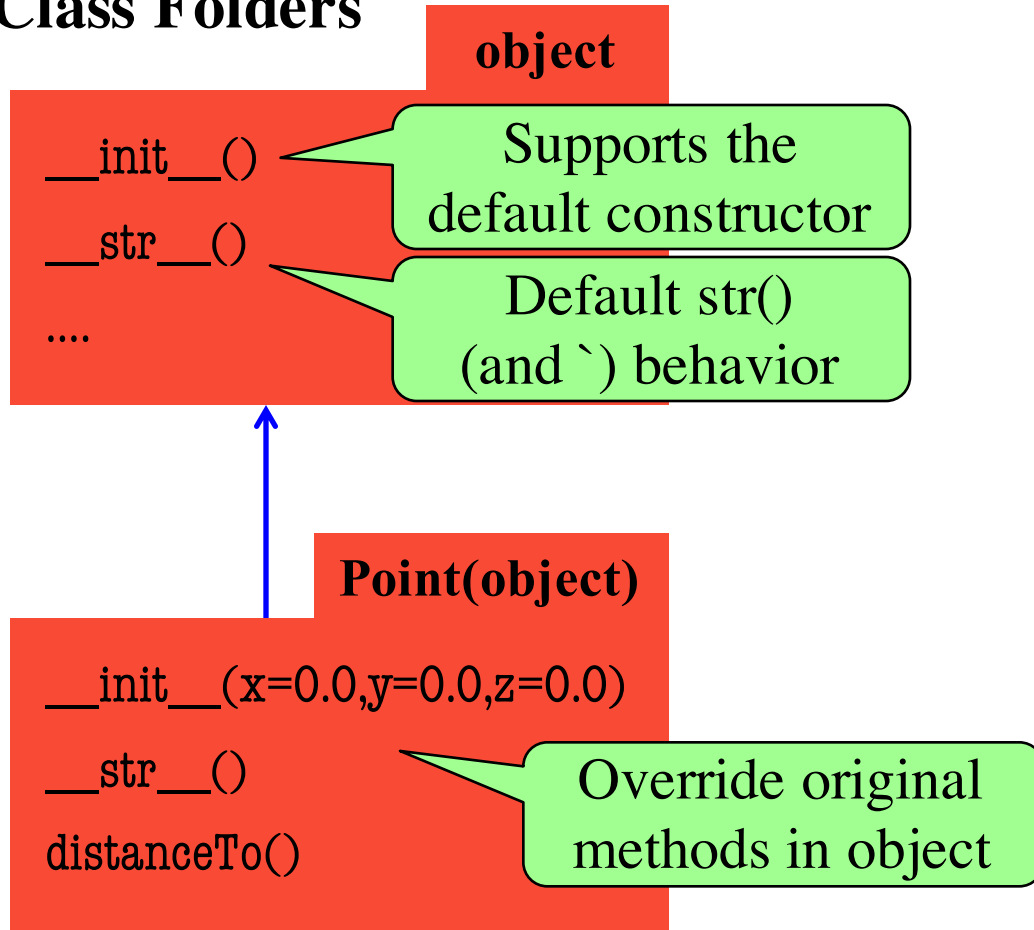 Class Folders
object
__init__()
Supports the
default constructor
__str__()
Default str()
(and `) behavior
....
Point(object)
__init__(x=0.0,y=0.0,z=0.0)
__str__()
Override original
methods in object
distanceTo()